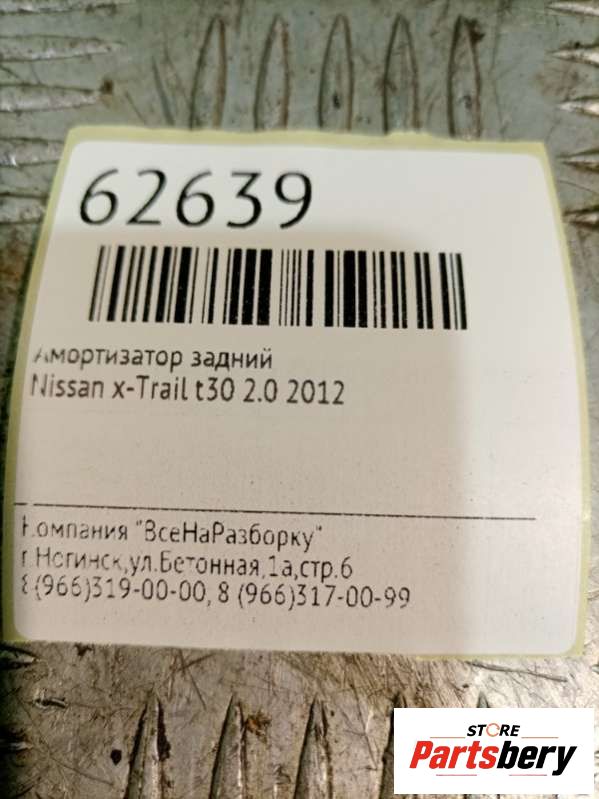 62639
Амортизатор задний
Nissan x-Trail t30 2.0 2012
Компания "ВсеНаРазборку"
г.Ногинск,ул.Бетонная,1а,стр.6
8(966)319-00-00, 8 (966)317-00-99
STORE
Partsbery